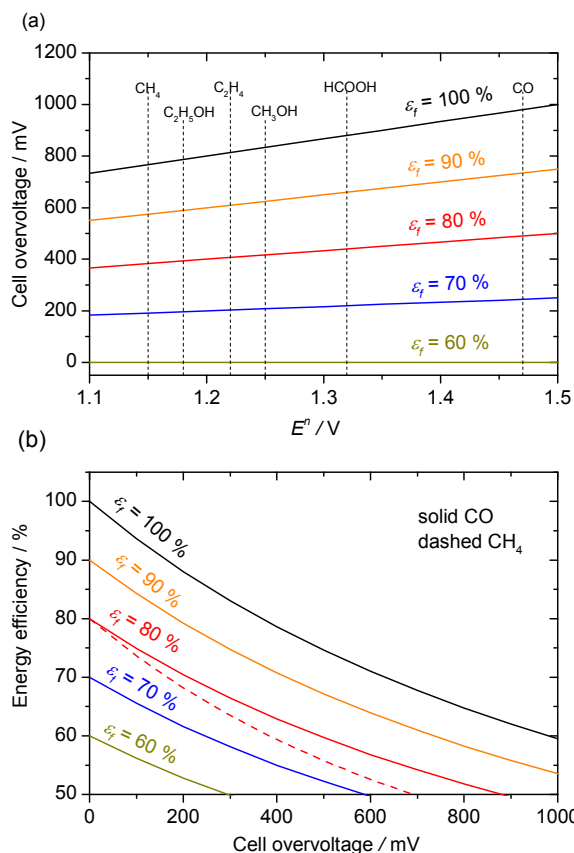 (a)
1200
1000
800
600
400
200
0
Cell overvoltage / mV
CH₄
C₂H₅OH
C₂H₄
CH₃OH
HCOOH
CO
εf = 100 %
εf = 90 %
εf = 80 %
εf = 70 %
εf = 60 %
1.1 1.2 1.3 1.4 1.5
Eⁿ / V
(b)
100
90
80
70
60
50
Energy efficiency / %
solid CO
dashed CH₄
εf = 100 %
εf = 90 %
εf = 80 %
εf = 70 %
εf = 60 %
0 200 400 600 800 1000
Cell overvoltage / mV